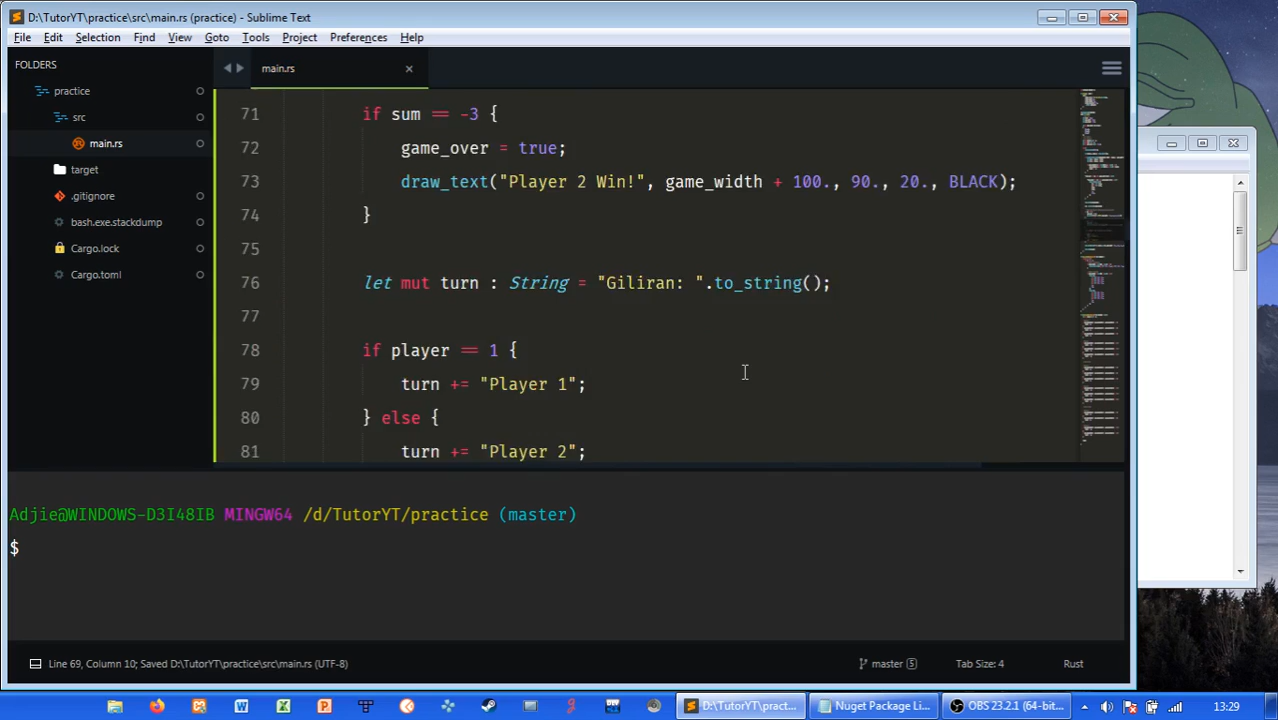 D:\TutorYT\practice\src\main.rs (practice) - Sublime Text
File Edit Selection Find View Goto Tools Project Preferences Help
FOLDERS
practice
src
main.rs
target
.gitignore
bash.exe.stackdump
Cargo.lock
Cargo.toml
main.rs
71 if sum == -3 {
72 game_over = true;
73 draw_text("Player 2 Win!", game_width + 100., 90., 20., BLACK);
74 }
75
76 let mut turn : String = "Giliran: ".to_string();
77
78 if player == 1 {
79 turn += "Player 1";
80 } else {
81 turn += "Player 2";
Adjie@WINDOWS-D3I48IB MINGW64 /d/TutorYT/practice (master)
$
Line 69, Column 10; Saved D:\TutorYT\practice\src\main.rs (UTF-8)
master 5
Tab Size: 4
Rust
D:\TutorYT\pract...
Nuget Package Li...
OBS 23.2.1 (64-bit...
13:29